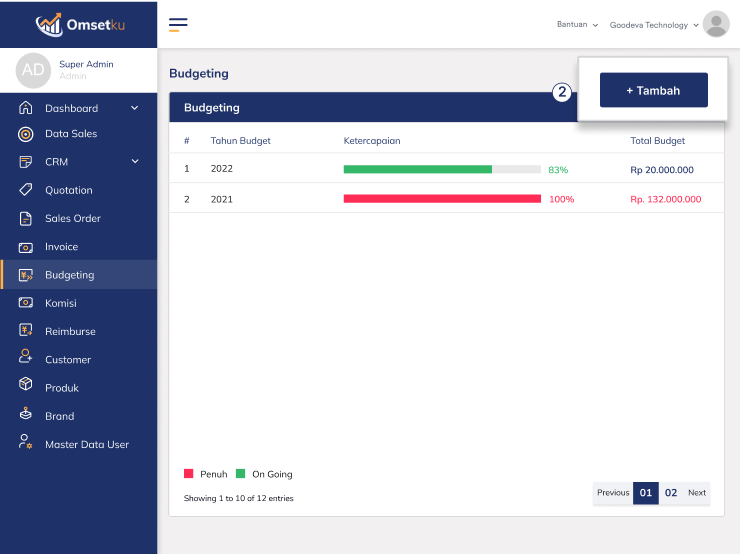 Omsetku
Bantuan
Goodeva Technology
AD
Super Admin
Admin
Dashboard
Data Sales
CRM
Quotation
Sales Order
Invoice
Budgeting
Komisi
Reimburse
Customer
Produk
Brand
Master Data User
Budgeting
2
+ Tambah
Budgeting
# Tahun Budget Ketercapaian Total Budget
1 2022 83% Rp 20.000.000
2 2021 100% Rp. 132.000.000
Penuh On Going
Showing 1 to 10 of 12 entries
Previous 01 02 Next